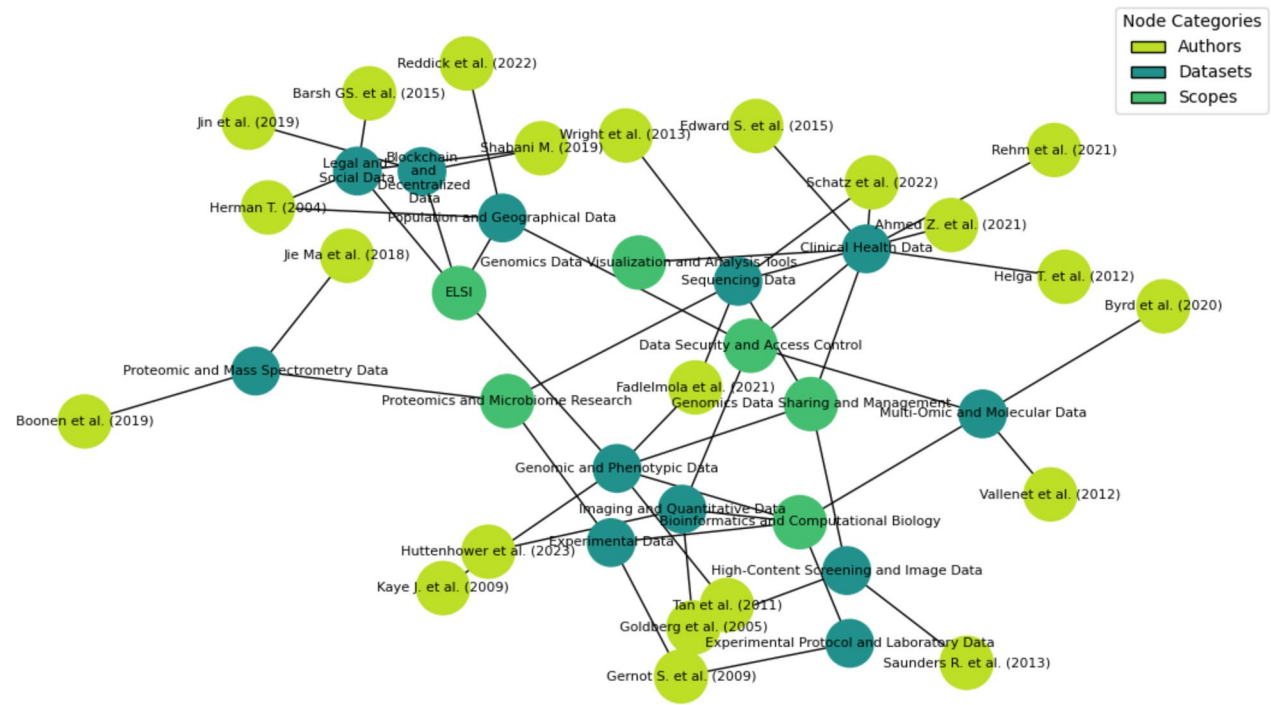 Node Categories
Authors
Datasets
Scopes
Reddick et al. (2022)
Barsh GS. et al. (2015)
Jin et al. (2019)
Wright et al. (2013)
Edward S. et al. (2015)
Shabani M. (2019)
Rehm et al. (2021)
Legal and
Social Data
Blockchain
and
Decentralized
Data
Schatz et al. (2022)
Herman T. (2004)
Population and Geographical Data
Ahmed Z. et al. (2021)
Clinical Health Data
Jie Ma et al. (2018)
Genomics Data Visualization and Analysis Tools
Sequencing Data
Helga T. et al. (2012)
ELSI
Byrd et al. (2020)
Data Security and Access Control
Proteomic and Mass Spectrometry Data
Fadlelmola et al. (2021)
Proteomics and Microbiome Research
Genomics Data Sharing and Management
Multi-Omic and Molecular Data
Boonen et al. (2019)
Genomic and Phenotypic Data
Vallenet et al. (2012)
Imaging and Quantitative Data
Bioinformatics and Computational Biology
Experimental Data
Huttenhower et al. (2023)
High-Content Screening and Image Data
Kaye J. et al. (2009)
Tan et al. (2011)
Goldberg et al. (2005)
Experimental Protocol and Laboratory Data
Saunders R. et al. (2013)
Gernot S. et al. (2009)